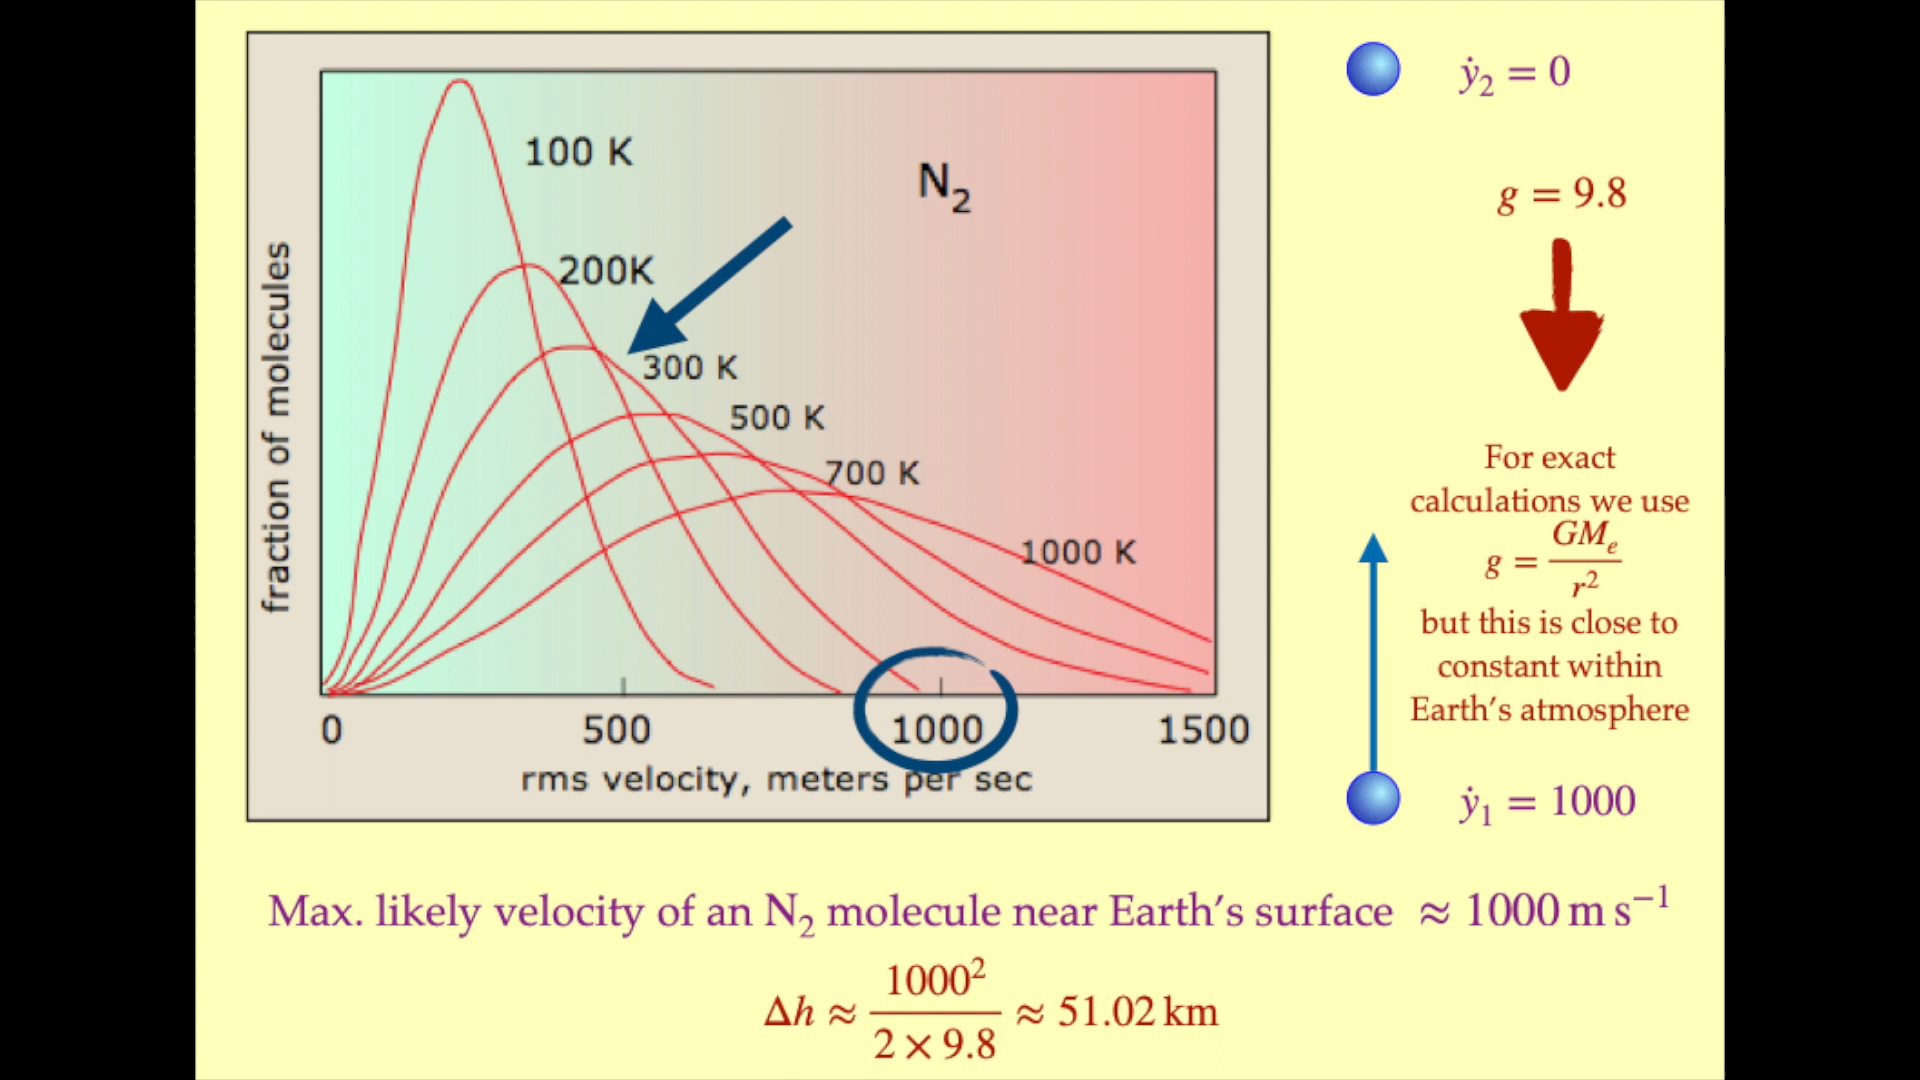 100 K
N₂
200K
300 K
500 K
700 K
1000 K
fraction of molecules
0 500 1000 1500
rms velocity, meters per sec
ẏ₂ = 0
g = 9.8
For exact
calculations we use
g = GMₑ/r²
but this is close to
constant within
Earth's atmosphere
ẏ₁ = 1000
Max. likely velocity of an N₂ molecule near Earth's surface ≈ 1000 m s⁻¹
Δh ≈ 1000²/(2 × 9.8) ≈ 51.02 km